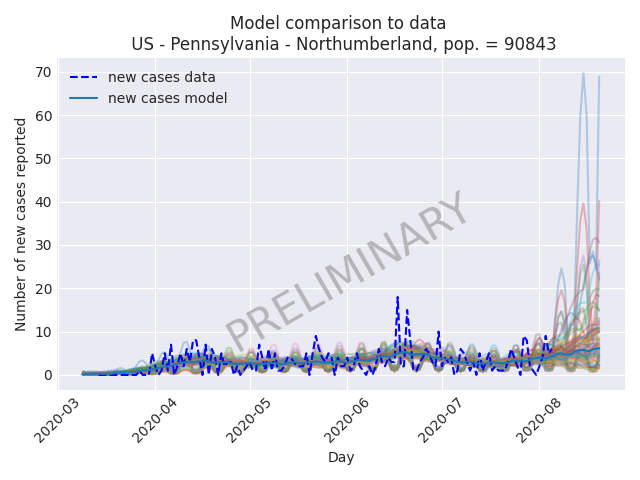 Model comparison to data
US - Pennsylvania - Northumberland, pop. = 90843
new cases data
new cases model
Number of new cases reported
70
60
50
40
30
20
10
0
PRELIMINARY
2020-03
2020-04
2020-05
2020-06
2020-07
2020-08
Day